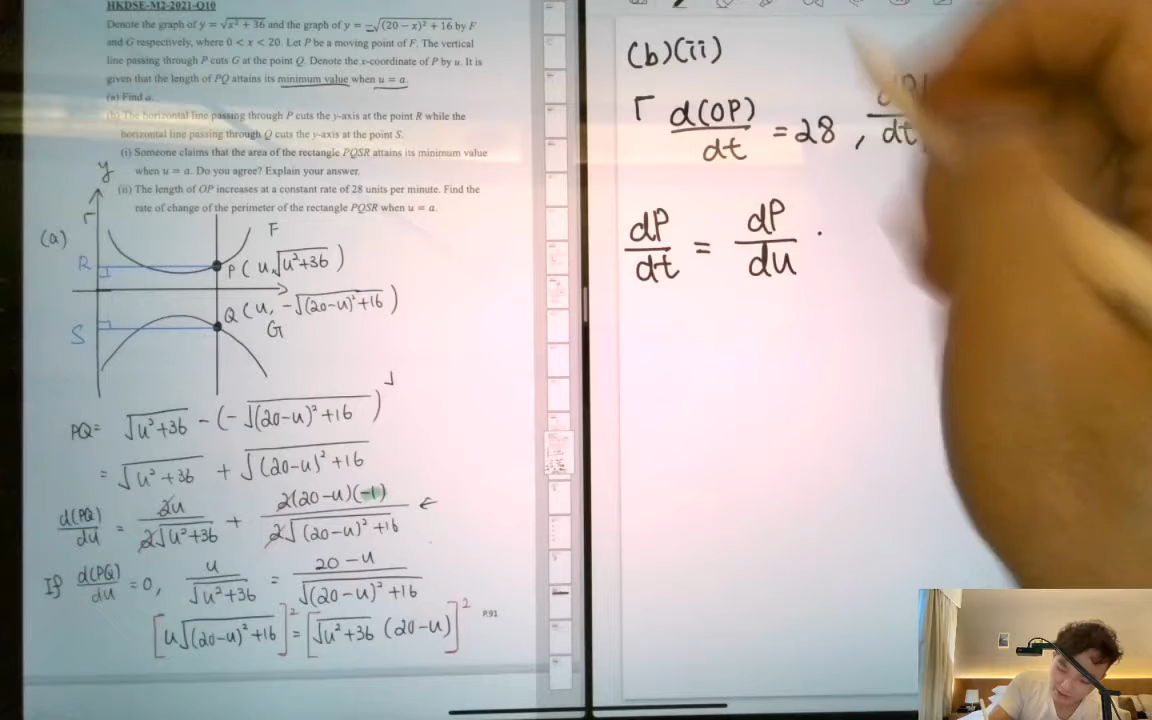 HKDSE-M2-2021-Q10
Denote the graph of y = √(x² + 36) and the graph of y = −√((20 − x)² + 16) by F
and G respectively, where 0 < x < 20. Let P be a moving point of F. The vertical
line passing through P cuts G at the point Q. Denote the x-coordinate of P by u. It is
given that the length of PQ attains its minimum value when u = a.
(a) Find a.
(b) The horizontal line passing through P cuts the y-axis at the point R while the
horizontal line passing through Q cuts the y-axis at the point S.
(i) Someone claims that the area of the rectangle PQSR attains its minimum value
when u = a. Do you agree? Explain your answer.
(ii) The length of OP increases at a constant rate of 28 units per minute. Find the
rate of change of the perimeter of the rectangle PQSR when u = a.
y
(a)
F
R
P(u, √(u²+36))
Q(u, −√((20−u)²+16))
S
G
PQ = √(u²+36) − (−√((20−u)²+16))
= √(u²+36) + √((20−u)²+16)
d(PQ)/du = 2u/(2√(u²+36)) + 2(20−u)(−1)/(2√((20−u)²+16)) ←
If d(PQ)/du = 0, u/√(u²+36) = (20−u)/√((20−u)²+16)
[u√((20−u)²+16)]² = [√(u²+36) (20−u)]²
P.91
(b)(ii)
d(OP)/dt = 28 ,
dP/dt = dP/du ·